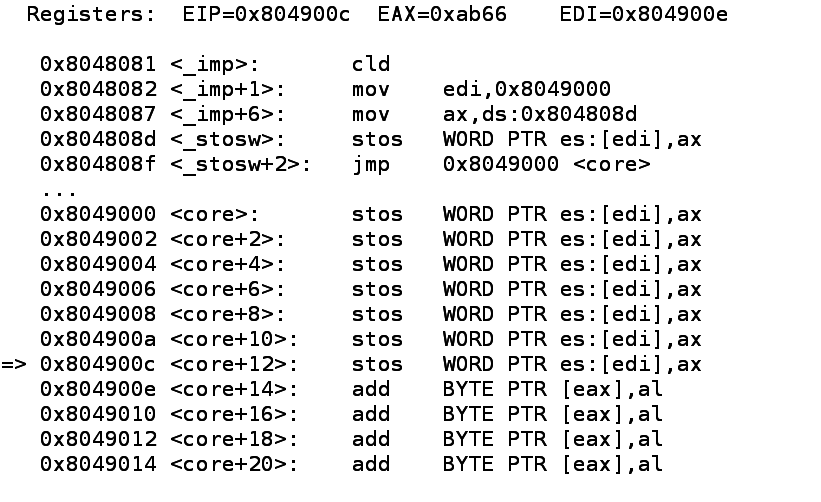 Registers: EIP=0x804900c EAX=0xab66 EDI=0x804900e
0x8048081 <_imp>: cld
0x8048082 <_imp+1>: mov edi,0x8049000
0x8048087 <_imp+6>: mov ax,ds:0x804808d
0x804808d <_stosw>: stos WORD PTR es:[edi],ax
0x804808f <_stosw+2>: jmp 0x8049000 <core>
...
0x8049000 <core>: stos WORD PTR es:[edi],ax
0x8049002 <core+2>: stos WORD PTR es:[edi],ax
0x8049004 <core+4>: stos WORD PTR es:[edi],ax
0x8049006 <core+6>: stos WORD PTR es:[edi],ax
0x8049008 <core+8>: stos WORD PTR es:[edi],ax
0x804900a <core+10>: stos WORD PTR es:[edi],ax
=> 0x804900c <core+12>: stos WORD PTR es:[edi],ax
0x804900e <core+14>: add BYTE PTR [eax],al
0x8049010 <core+16>: add BYTE PTR [eax],al
0x8049012 <core+18>: add BYTE PTR [eax],al
0x8049014 <core+20>: add BYTE PTR [eax],al